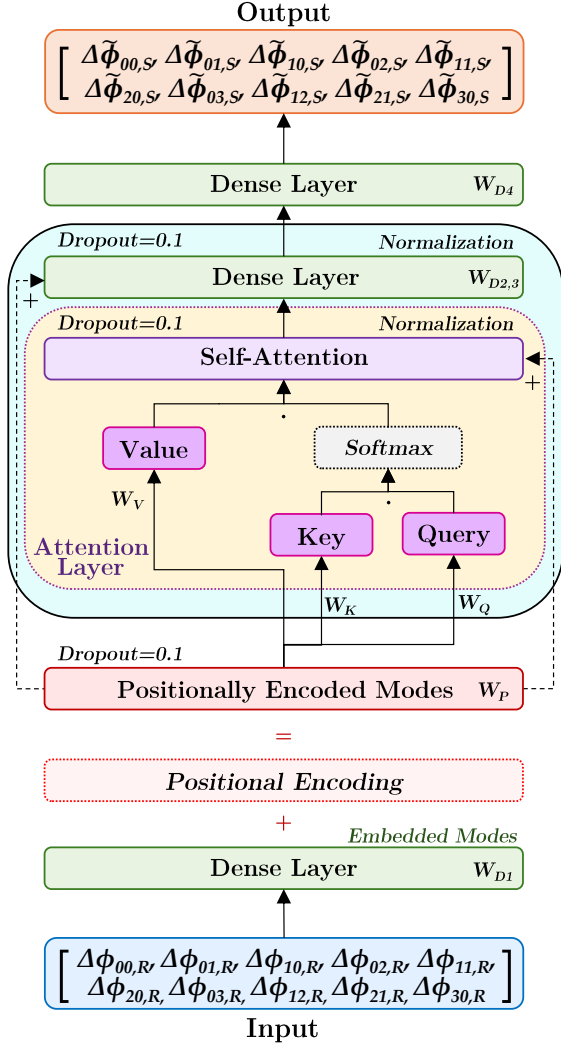 Output
[ Δϕ̃00,S, Δϕ̃01,S, Δϕ̃10,S, Δϕ̃02,S, Δϕ̃11,S,
Δϕ̃20,S, Δϕ̃03,S, Δϕ̃12,S, Δϕ̃21,S, Δϕ̃30,S ]
Dense Layer WD4
Dropout=0.1 Normalization
Dense Layer WD2,3
+
Dropout=0.1 Normalization
Self-Attention
+
·
Value Softmax
WV
·
Key Query
Attention
Layer
WK WQ
Dropout=0.1
Positionally Encoded Modes WP
=
Positional Encoding
+
Embedded Modes
Dense Layer WD1
[ Δϕ00,R, Δϕ01,R, Δϕ10,R, Δϕ02,R, Δϕ11,R,
Δϕ20,R, Δϕ03,R, Δϕ12,R, Δϕ21,R, Δϕ30,R ]
Input